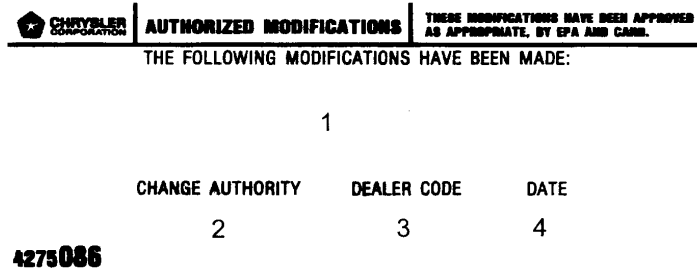 CHRYSLER CORPORATION
AUTHORIZED MODIFICATIONS
THESE MODIFICATIONS HAVE BEEN APPROVED
AS APPROPRIATE, BY EPA AND CARB.
THE FOLLOWING MODIFICATIONS HAVE BEEN MADE:
1
CHANGE AUTHORITY DEALER CODE DATE
2 3 4
4275086